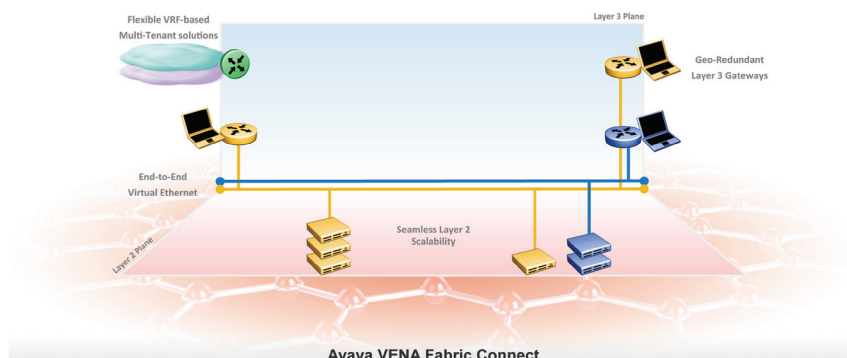 Flexible VRF-based
Multi-Tenant solutions
Layer 3 Plane
Geo-Redundant
Layer 3 Gateways
End-to-End
Virtual Ethernet
Seamless Layer 2
Scalability
Layer 2 Plane
Avaya VENA Fabric Connect